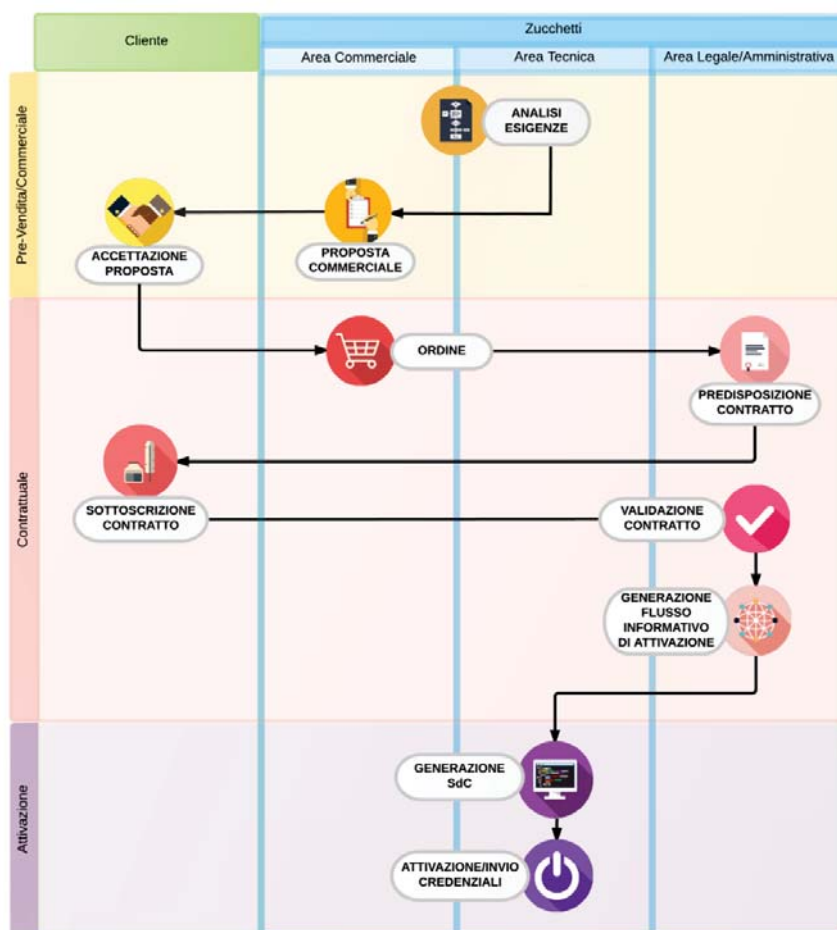 Cliente
Zucchetti
Area Commerciale
Area Tecnica
Area Legale/Amministrativa
Pre-Vendita/Commerciale
ANALISI
ESIGENZE
PROPOSTA
COMMERCIALE
ACCETTAZIONE
PROPOSTA
Contrattuale
ORDINE
PREDISPOSIZIONE
CONTRATTO
SOTTOSCRIZIONE
CONTRATTO
VALIDAZIONE
CONTRATTO
GENERAZIONE
FLUSSO
INFORMATIVO
DI ATTIVAZIONE
Attivazione
GENERAZIONE
SdC
ATTIVAZIONE/INVIO
CREDENZIALI